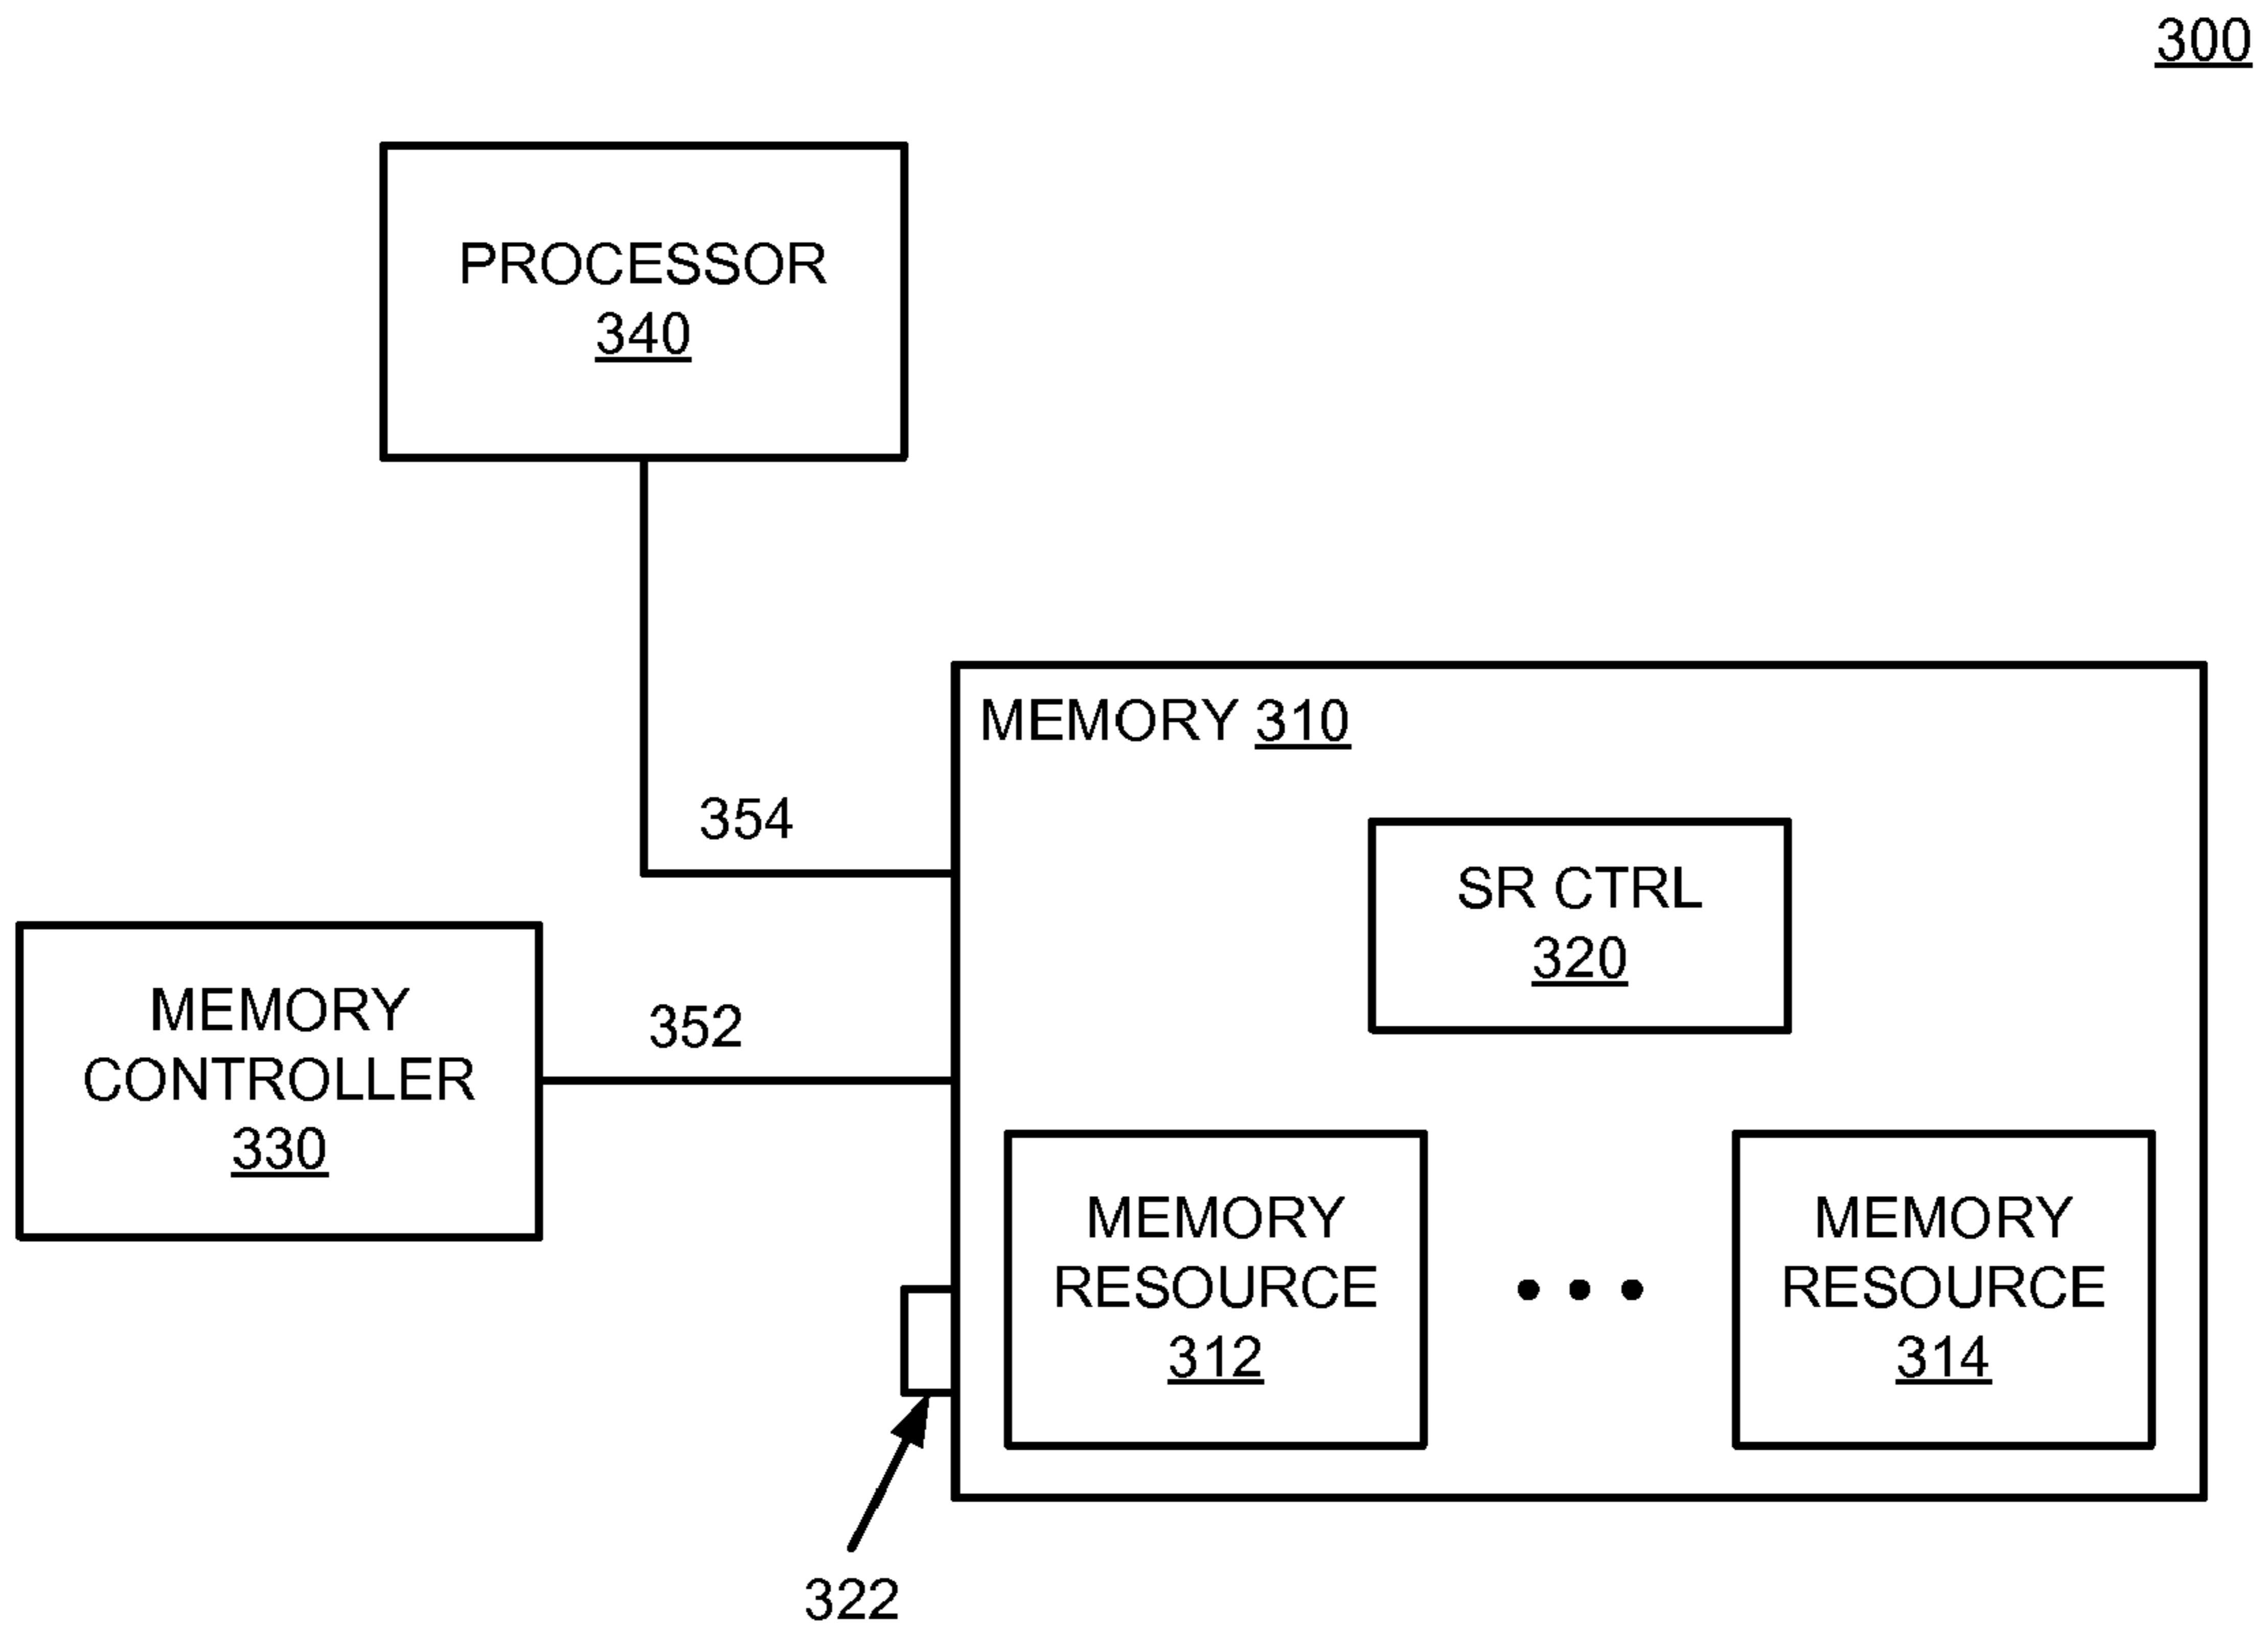 300
PROCESSOR
340
MEMORY 310
354
SR CTRL
320
352
MEMORY
CONTROLLER
330
MEMORY
RESOURCE
312
MEMORY
RESOURCE
314
322